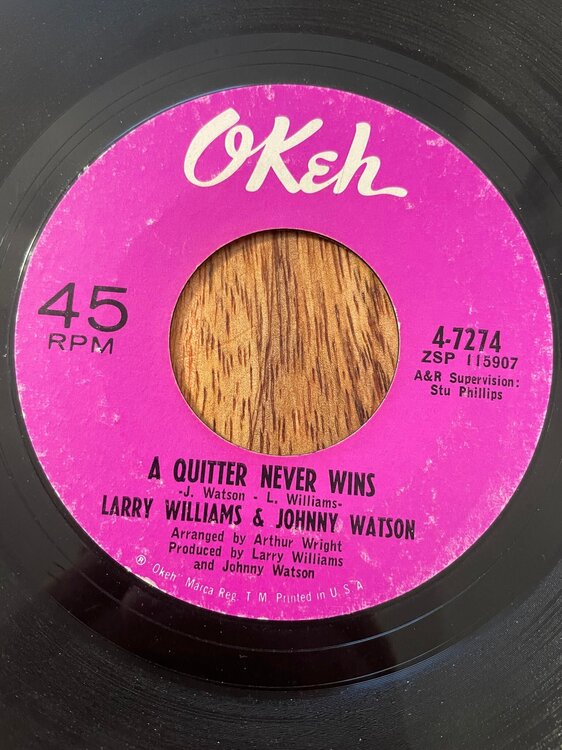 OKeh
45
RPM
4-7274
ZSP 115907
A&R Supervision:
Stu Phillips
A QUITTER NEVER WINS
-J. Watson - L. Williams-
LARRY WILLIAMS & JOHNNY WATSON
Arranged by Arthur Wright
Produced by Larry Williams
and Johnny Watson
® "Okeh" Marca Reg. T. M. Printed in U. S. A.